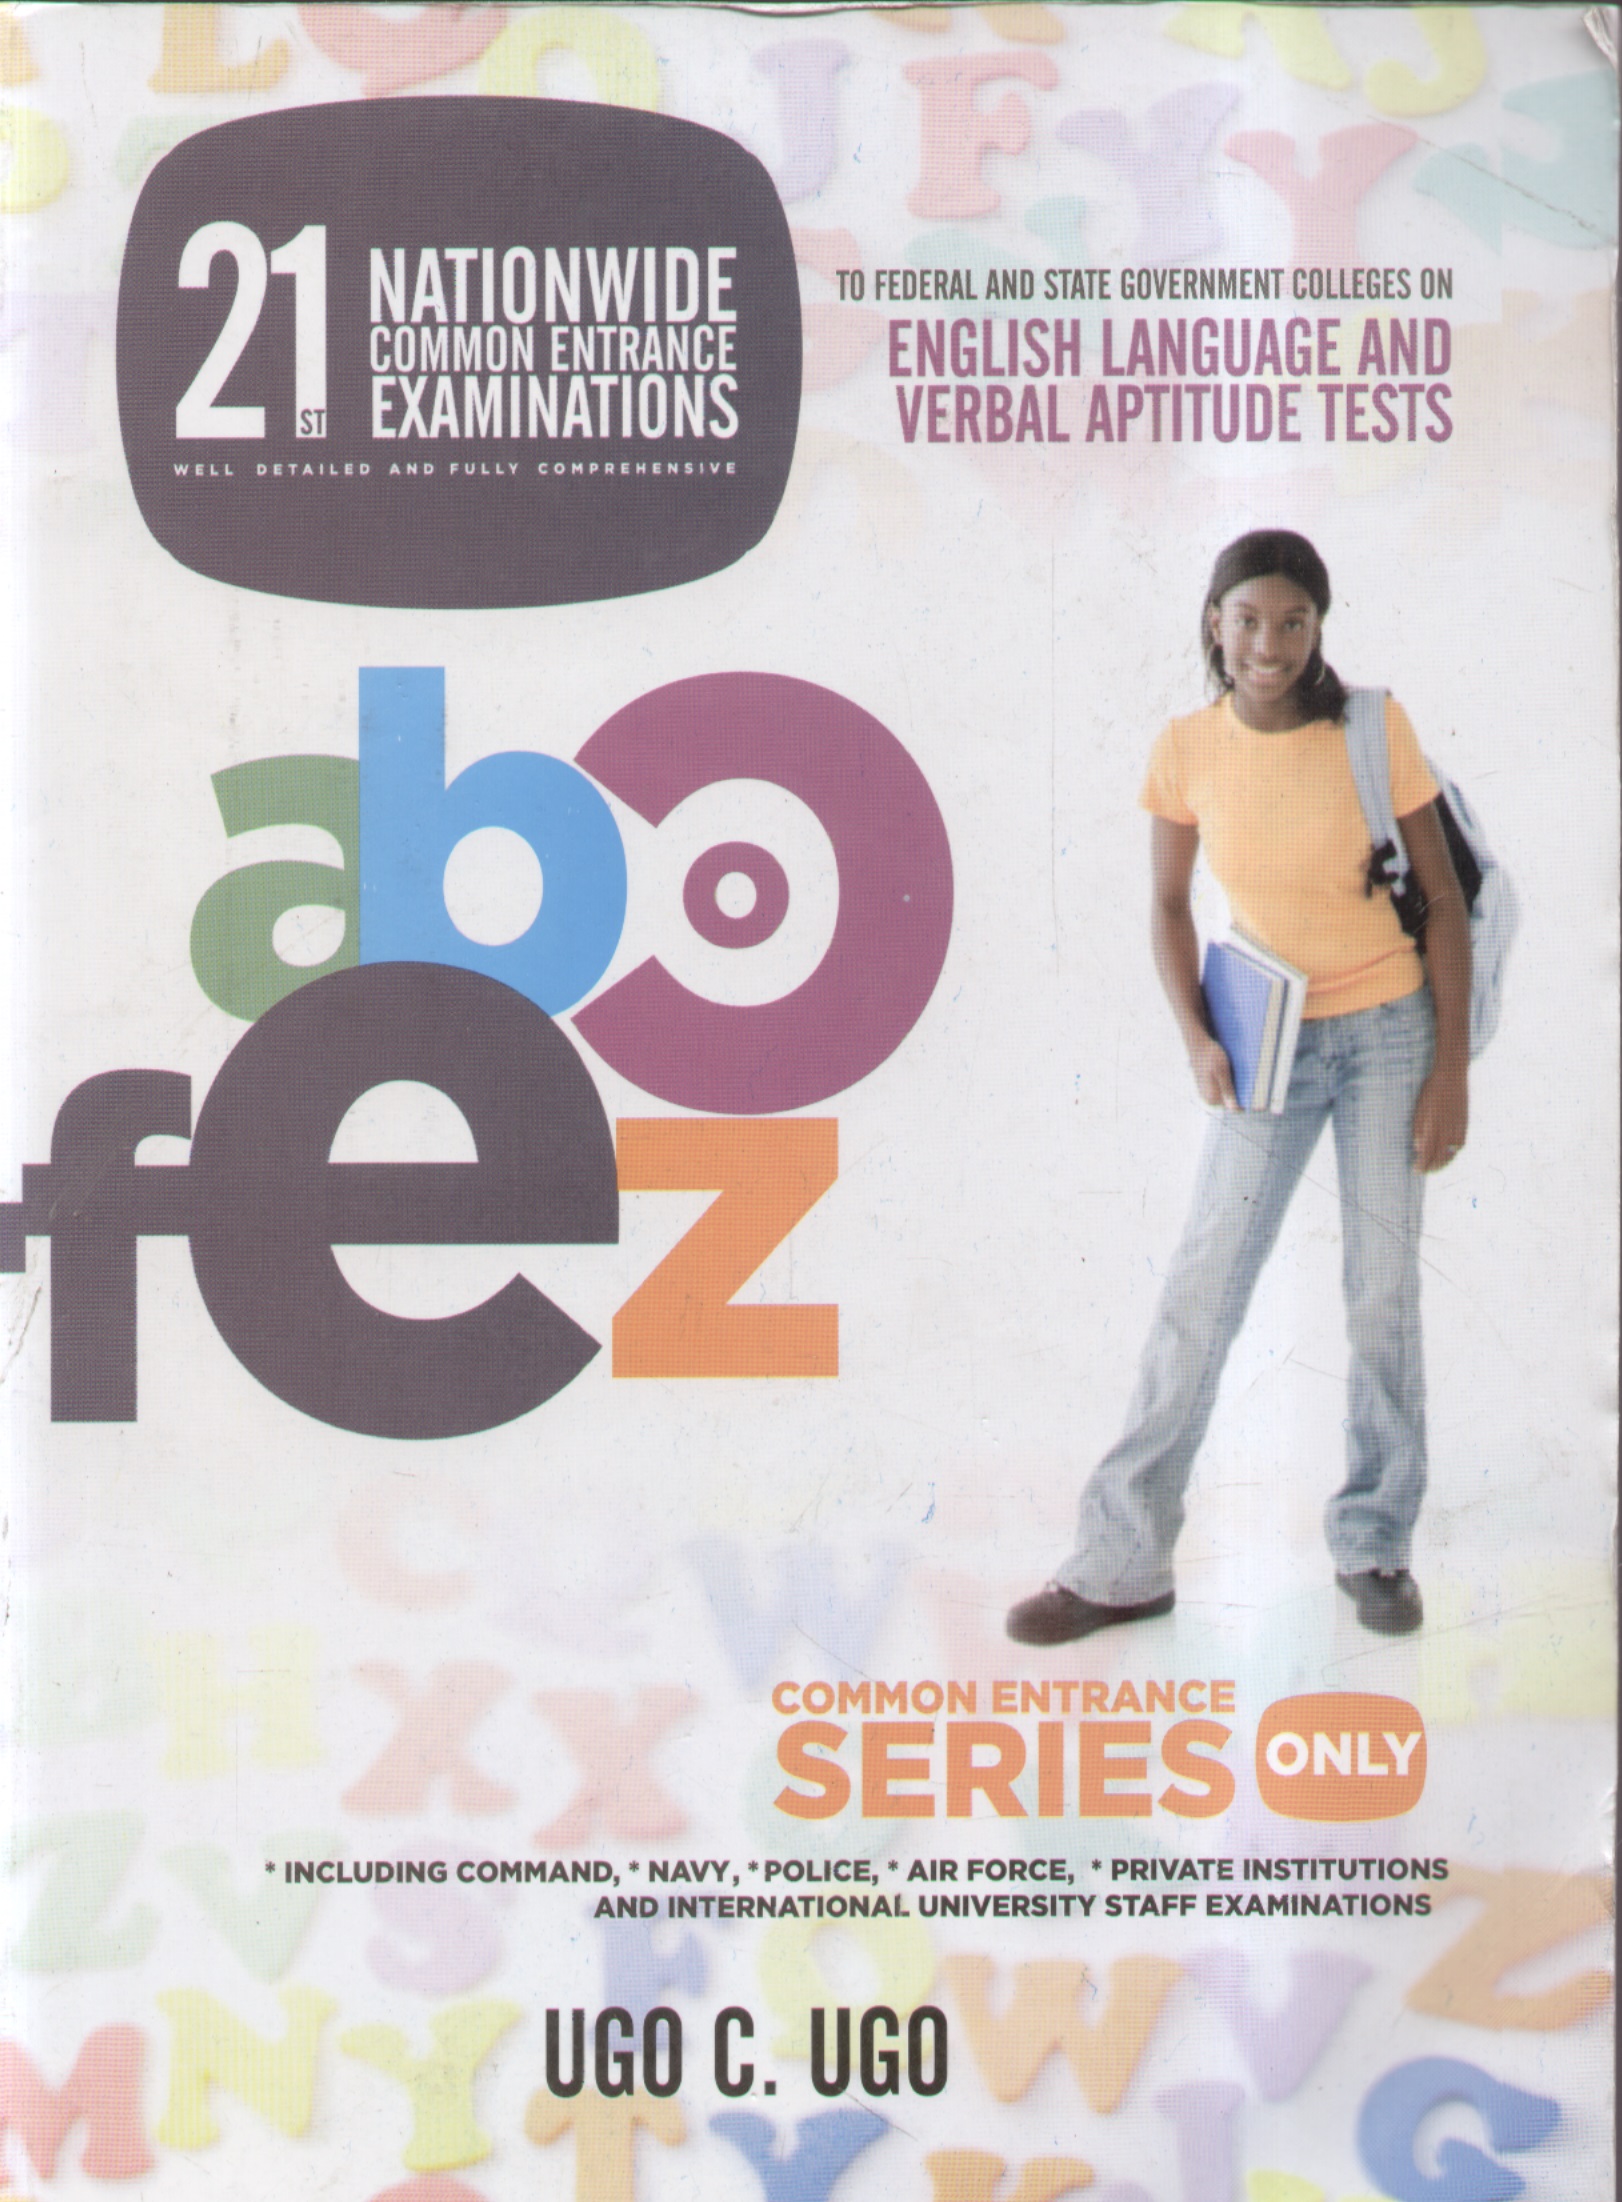 21ST
NATIONWIDE
COMMON ENTRANCE
EXAMINATIONS
WELL DETAILED AND FULLY COMPREHENSIVE
TO FEDERAL AND STATE GOVERNMENT COLLEGES ON
ENGLISH LANGUAGE AND
VERBAL APTITUDE TESTS
abc
fez
COMMON ENTRANCE
SERIES ONLY
* INCLUDING COMMAND, * NAVY, * POLICE, * AIR FORCE, * PRIVATE INSTITUTIONS
AND INTERNATIONAL UNIVERSITY STAFF EXAMINATIONS
UGO C. UGO